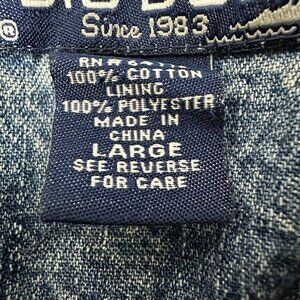 ® Since 1983
100% COTTON
LINING
100% POLYESTER
MADE IN
CHINA
LARGE
SEE REVERSE
FOR CARE